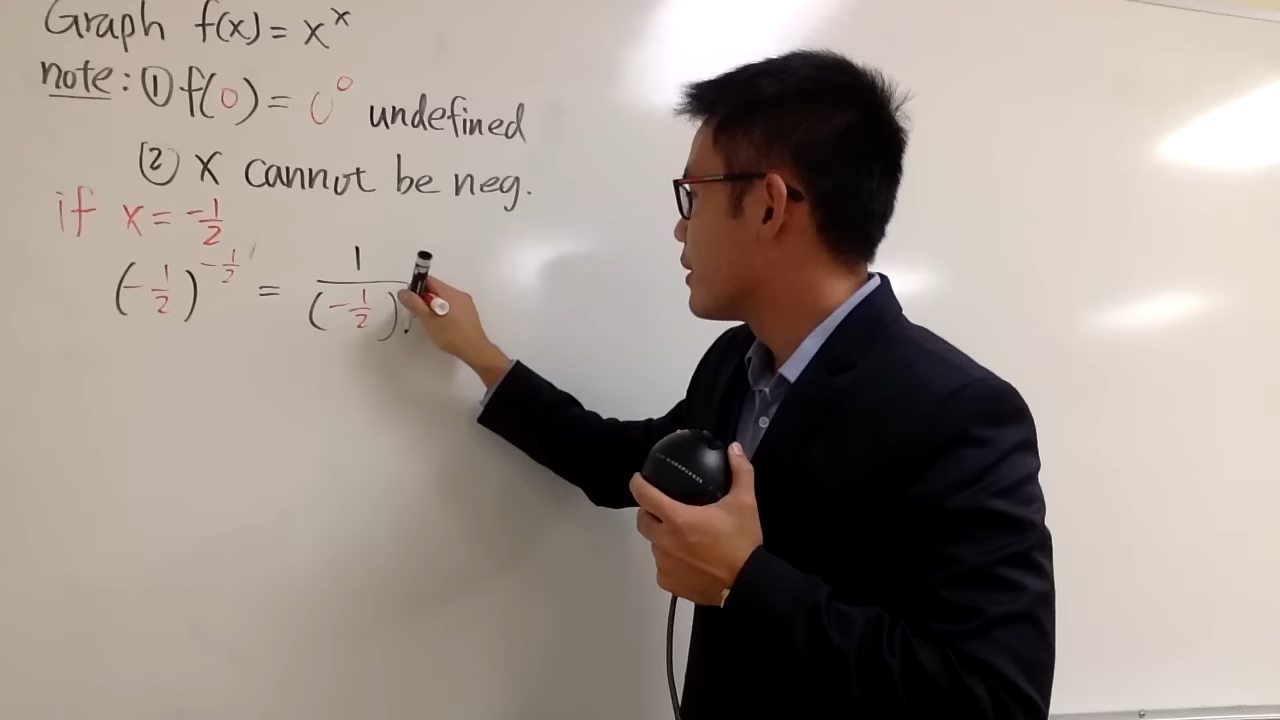 Graph f(x) = x^x
note: ① f(0) = 0^0 undefined
② x cannot be neg.
if x = -1/2
(-1/2)^(-1/2) = 1/(-1/2)